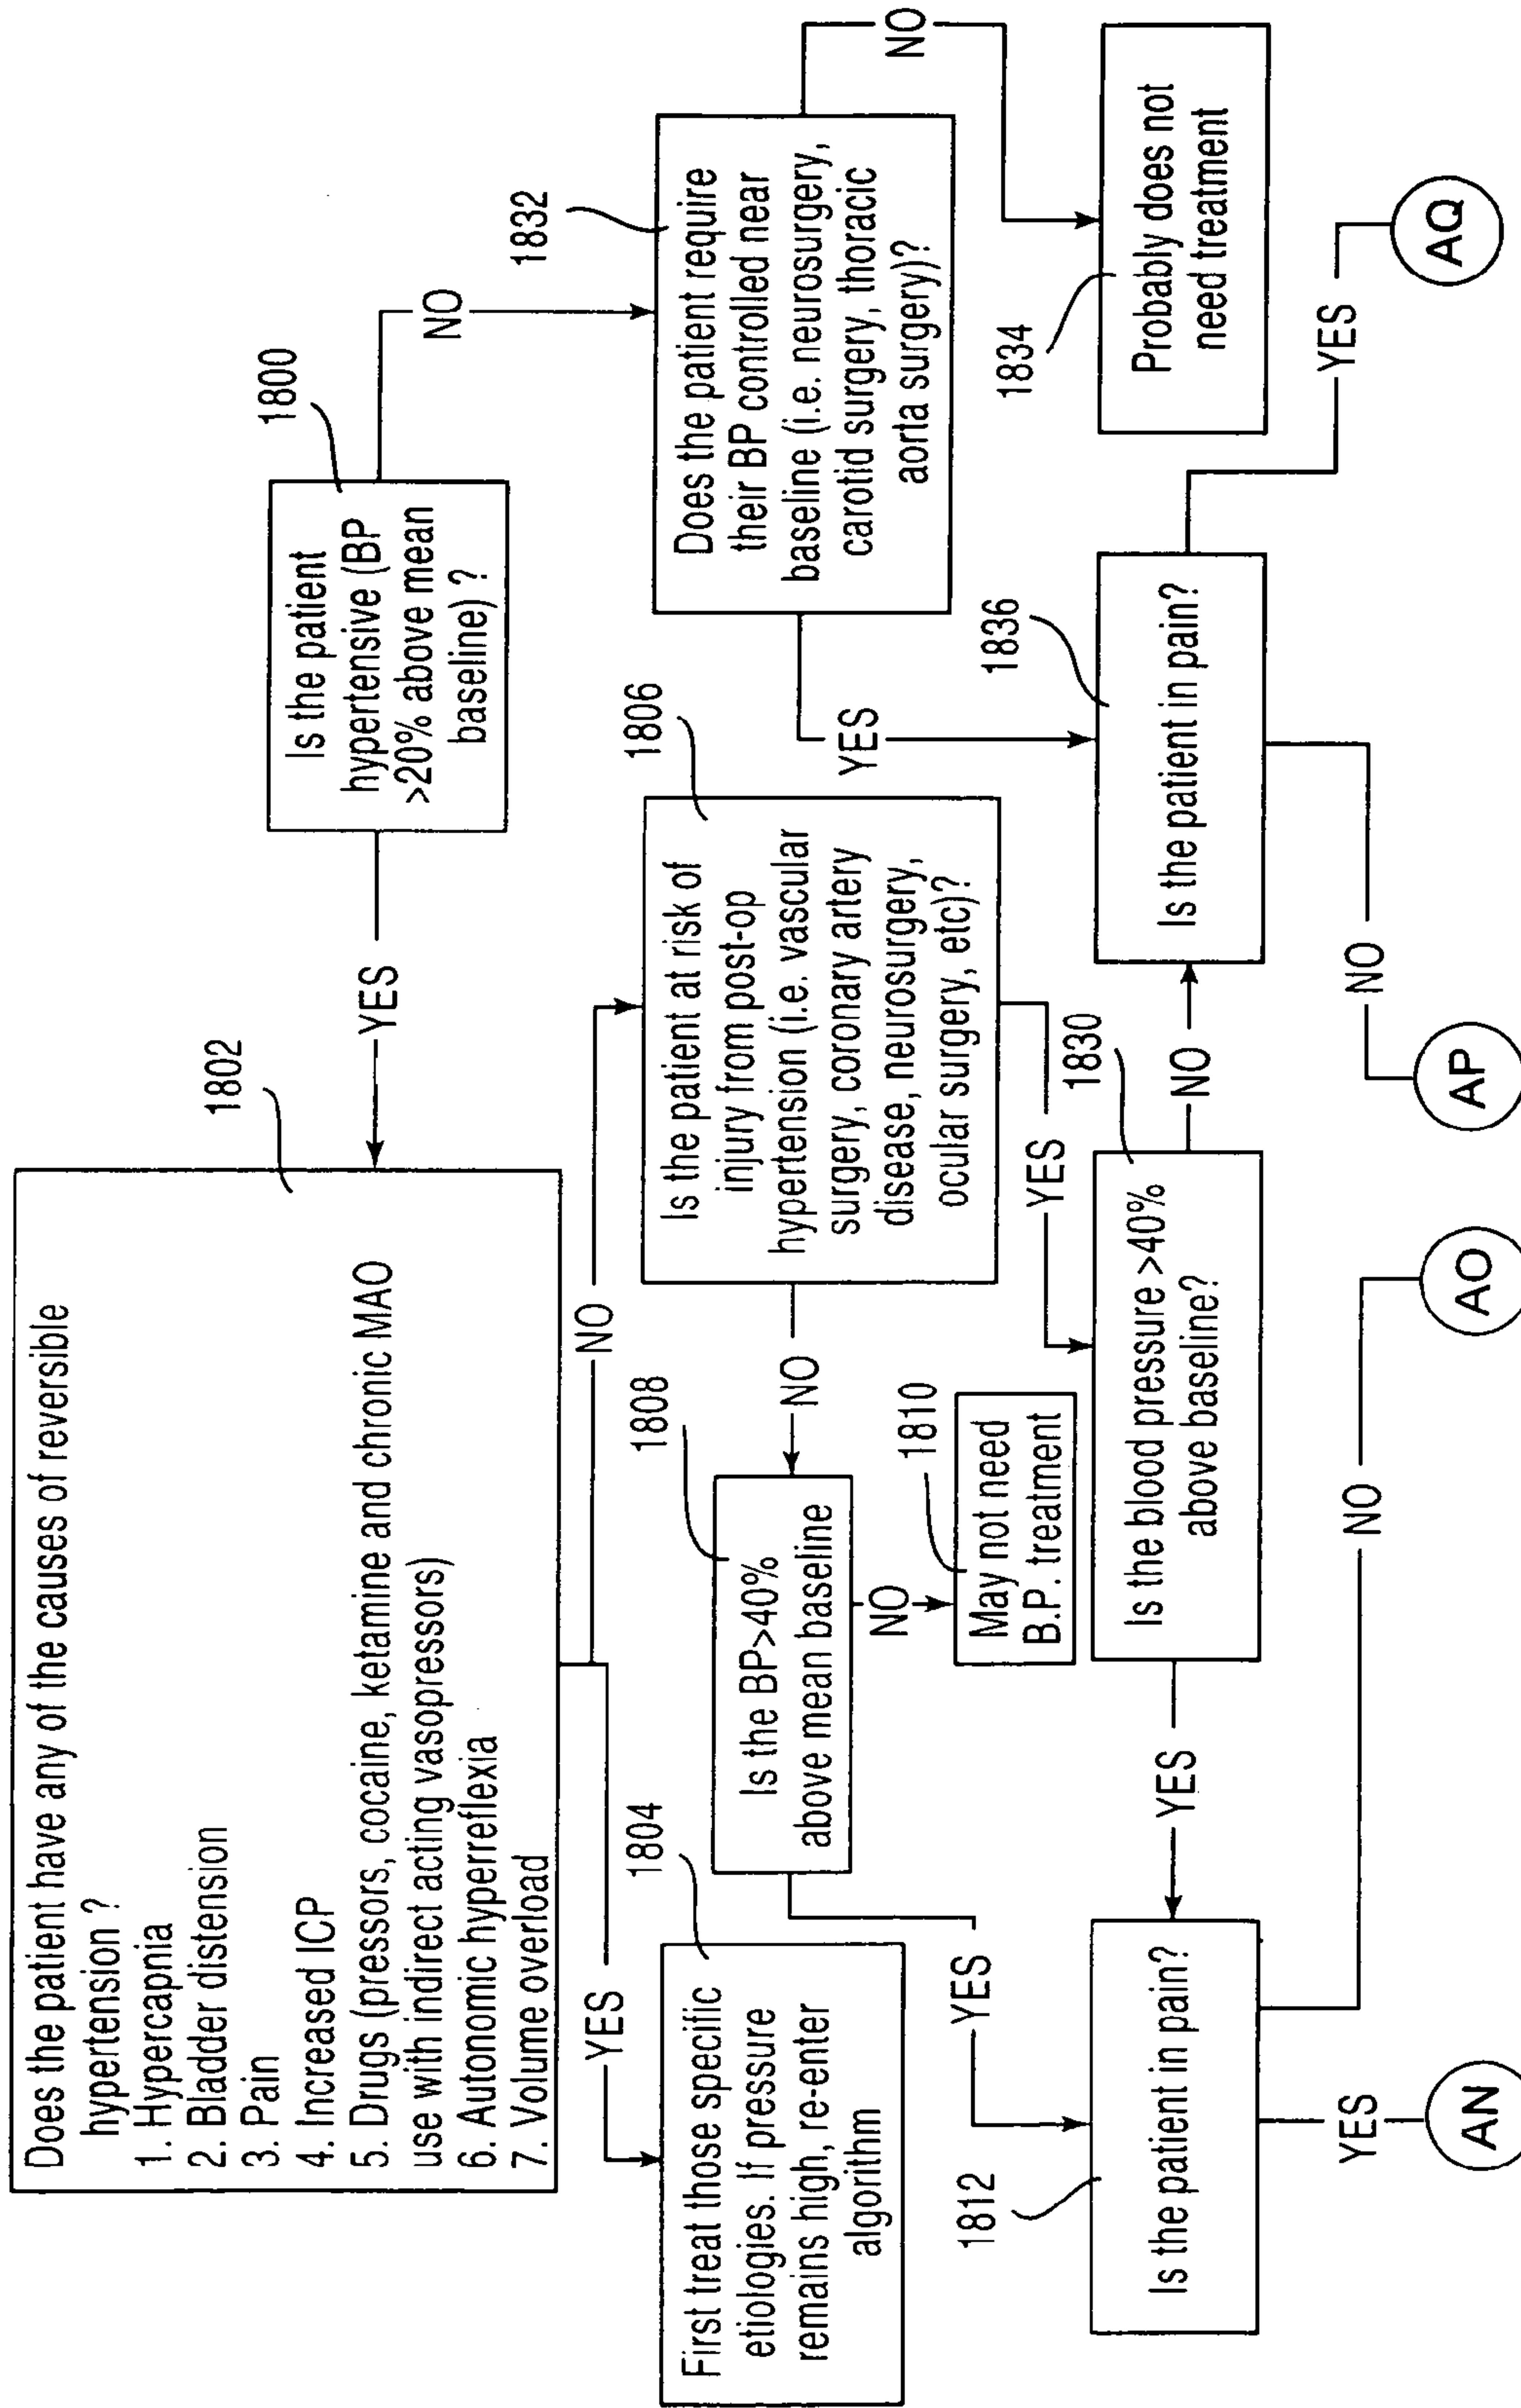 1800
Is the patient
hypertensive (BP
>20% above mean
baseline) ?
YES
NO
1802
Does the patient have any of the causes of reversible
hypertension ?
1. Hypercapnia
2. Bladder distension
3. Pain
4. Increased ICP
5. Drugs (pressors, cocaine, ketamine and chronic MAO
use with indirect acting vasopressors)
6. Autonomic hyperreflexia
7. Volume overload
YES
NO
1804
First treat those specific
etiologies. If pressure
remains high, re-enter
algorithm
1806
Is the patient at risk of
injury from post-op
hypertension (i.e. vascular
surgery, coronary artery
disease, neurosurgery,
ocular surgery, etc)?
NO
YES
1808
Is the BP>40%
above mean baseline
YES
NO
1810
May not need
B.P. treatment
1832
Does the patient require
their BP controlled near
baseline (i.e. neurosurgery,
carotid surgery, thoracic
aorta surgery)?
YES
NO
1834
Probably does not
need treatment
1812
Is the patient in pain?
YES
NO
1830
Is the blood pressure >40%
above baseline?
YES
NO
1836
Is the patient in pain?
NO
YES
AN
AO
AP
AQ